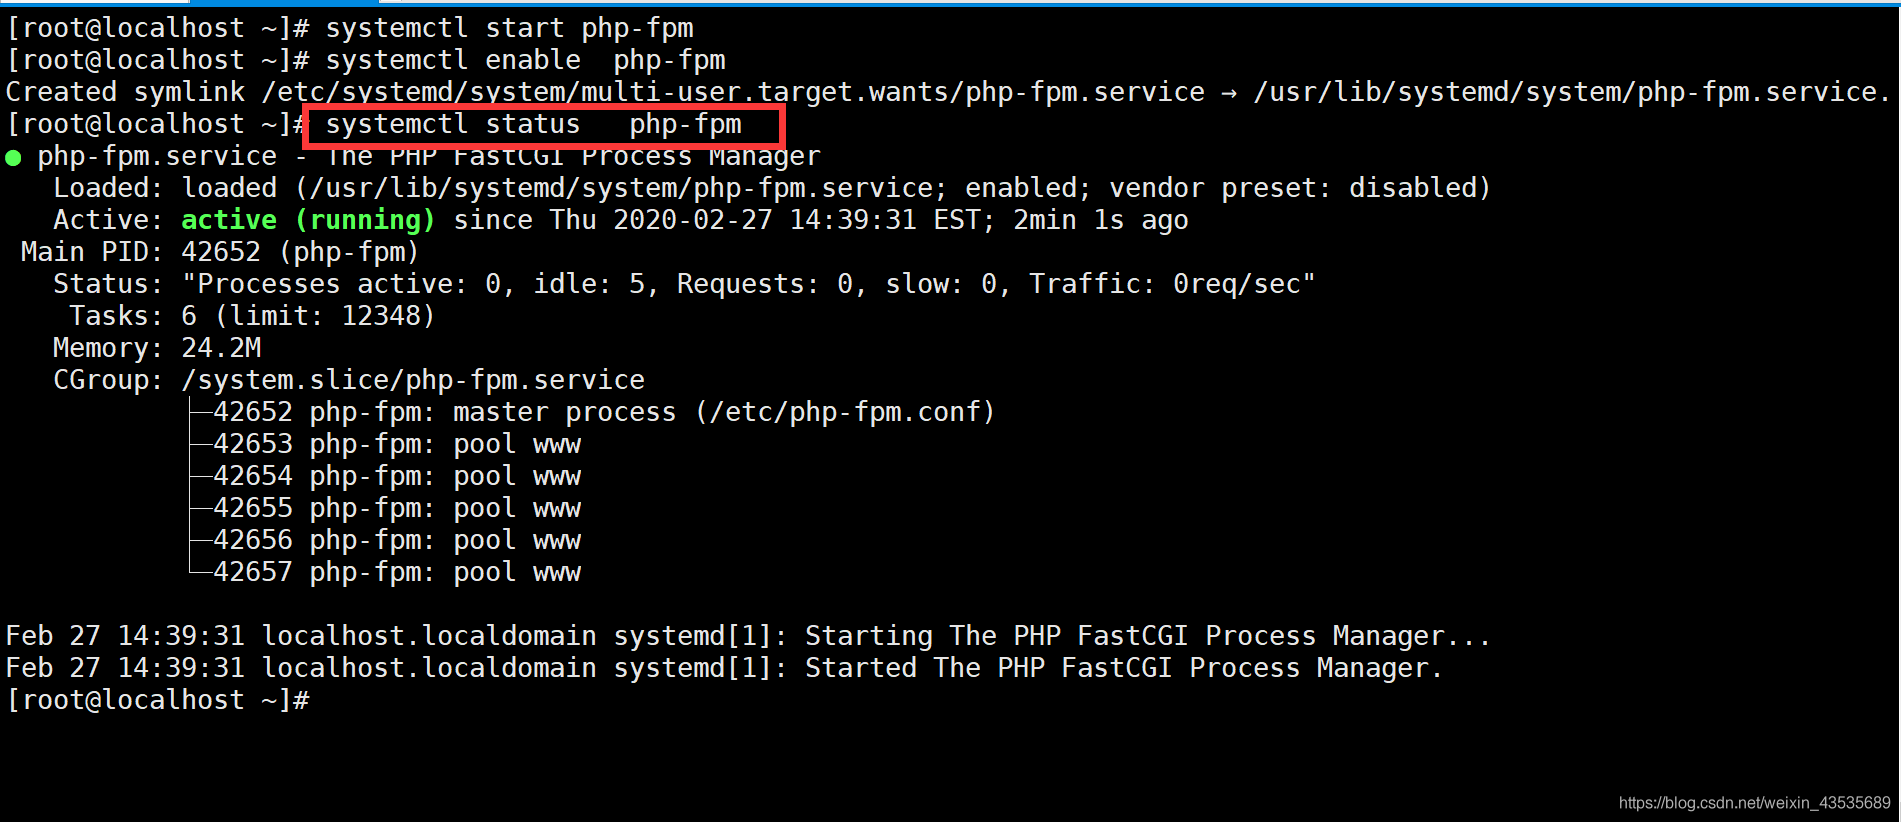 [root@localhost ~]# systemctl start php-fpm
[root@localhost ~]# systemctl enable  php-fpm
Created symlink /etc/systemd/system/multi-user.target.wants/php-fpm.service → /usr/lib/systemd/system/php-fpm.service.
[root@localhost ~]# systemctl status   php-fpm
● php-fpm.service - The PHP FastCGI Process Manager
   Loaded: loaded (/usr/lib/systemd/system/php-fpm.service; enabled; vendor preset: disabled)
   Active: active (running) since Thu 2020-02-27 14:39:31 EST; 2min 1s ago
 Main PID: 42652 (php-fpm)
   Status: "Processes active: 0, idle: 5, Requests: 0, slow: 0, Traffic: 0req/sec"
    Tasks: 6 (limit: 12348)
   Memory: 24.2M
   CGroup: /system.slice/php-fpm.service
           ├─42652 php-fpm: master process (/etc/php-fpm.conf)
           ├─42653 php-fpm: pool www
           ├─42654 php-fpm: pool www
           ├─42655 php-fpm: pool www
           ├─42656 php-fpm: pool www
           └─42657 php-fpm: pool www
Feb 27 14:39:31 localhost.localdomain systemd[1]: Starting The PHP FastCGI Process Manager...
Feb 27 14:39:31 localhost.localdomain systemd[1]: Started The PHP FastCGI Process Manager.
[root@localhost ~]#
https://blog.csdn.net/weixin_43535689